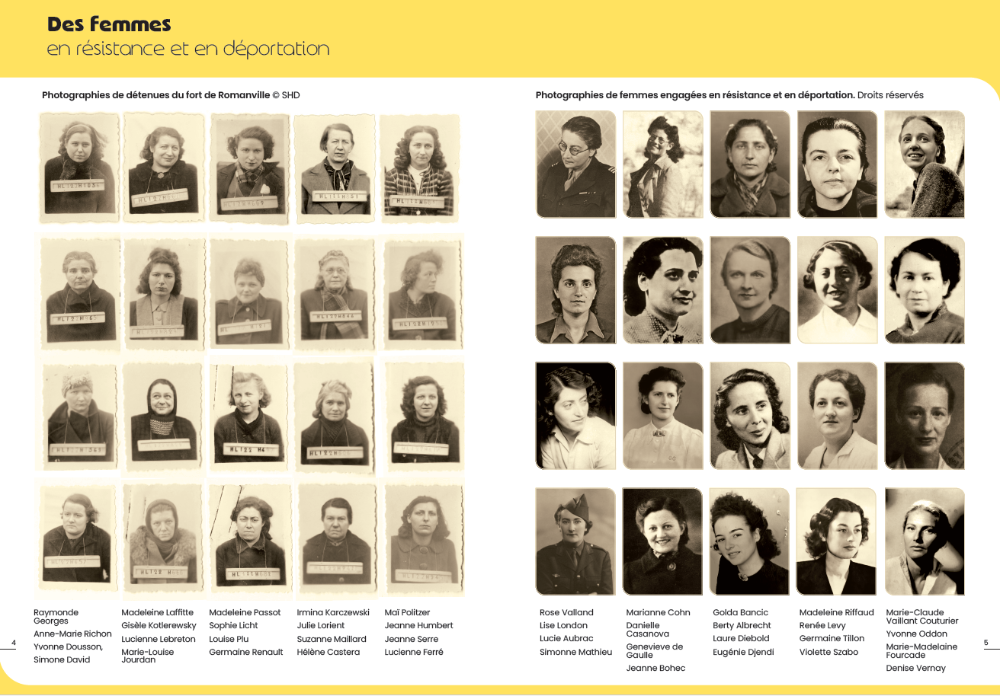 Des femmes
en résistance et en déportation
Photographies de détenues du fort de Romanville © SHD
Raymonde
Georges
Anne-Marie Richon
Yvonne Dousson,
Simone David
Madeleine Laffitte
Gisèle Kotlerewsky
Lucienne Lebreton
Marie-Louise
Jourdan
Madeleine Passot
Sophie Licht
Louise Plu
Germaine Renault
Irmina Karczewski
Julie Lorient
Suzanne Maillard
Hélène Castera
Maï Politzer
Jeanne Humbert
Jeanne Serre
Lucienne Ferré
4
Photographies de femmes engagées en résistance et en déportation. Droits réservés
Rose Valland
Lise London
Lucie Aubrac
Simonne Mathieu
Marianne Cohn
Danielle
Casanova
Genevieve de
Gaulle
Jeanne Bohec
Golda Bancic
Berty Albrecht
Laure Diebold
Eugénie Djendi
Madeleine Riffaud
Renée Levy
Germaine Tillon
Violette Szabo
Marie-Claude
Vaillant Couturier
Yvonne Oddon
Marie-Madelaine
Fourcade
Denise Vernay
5